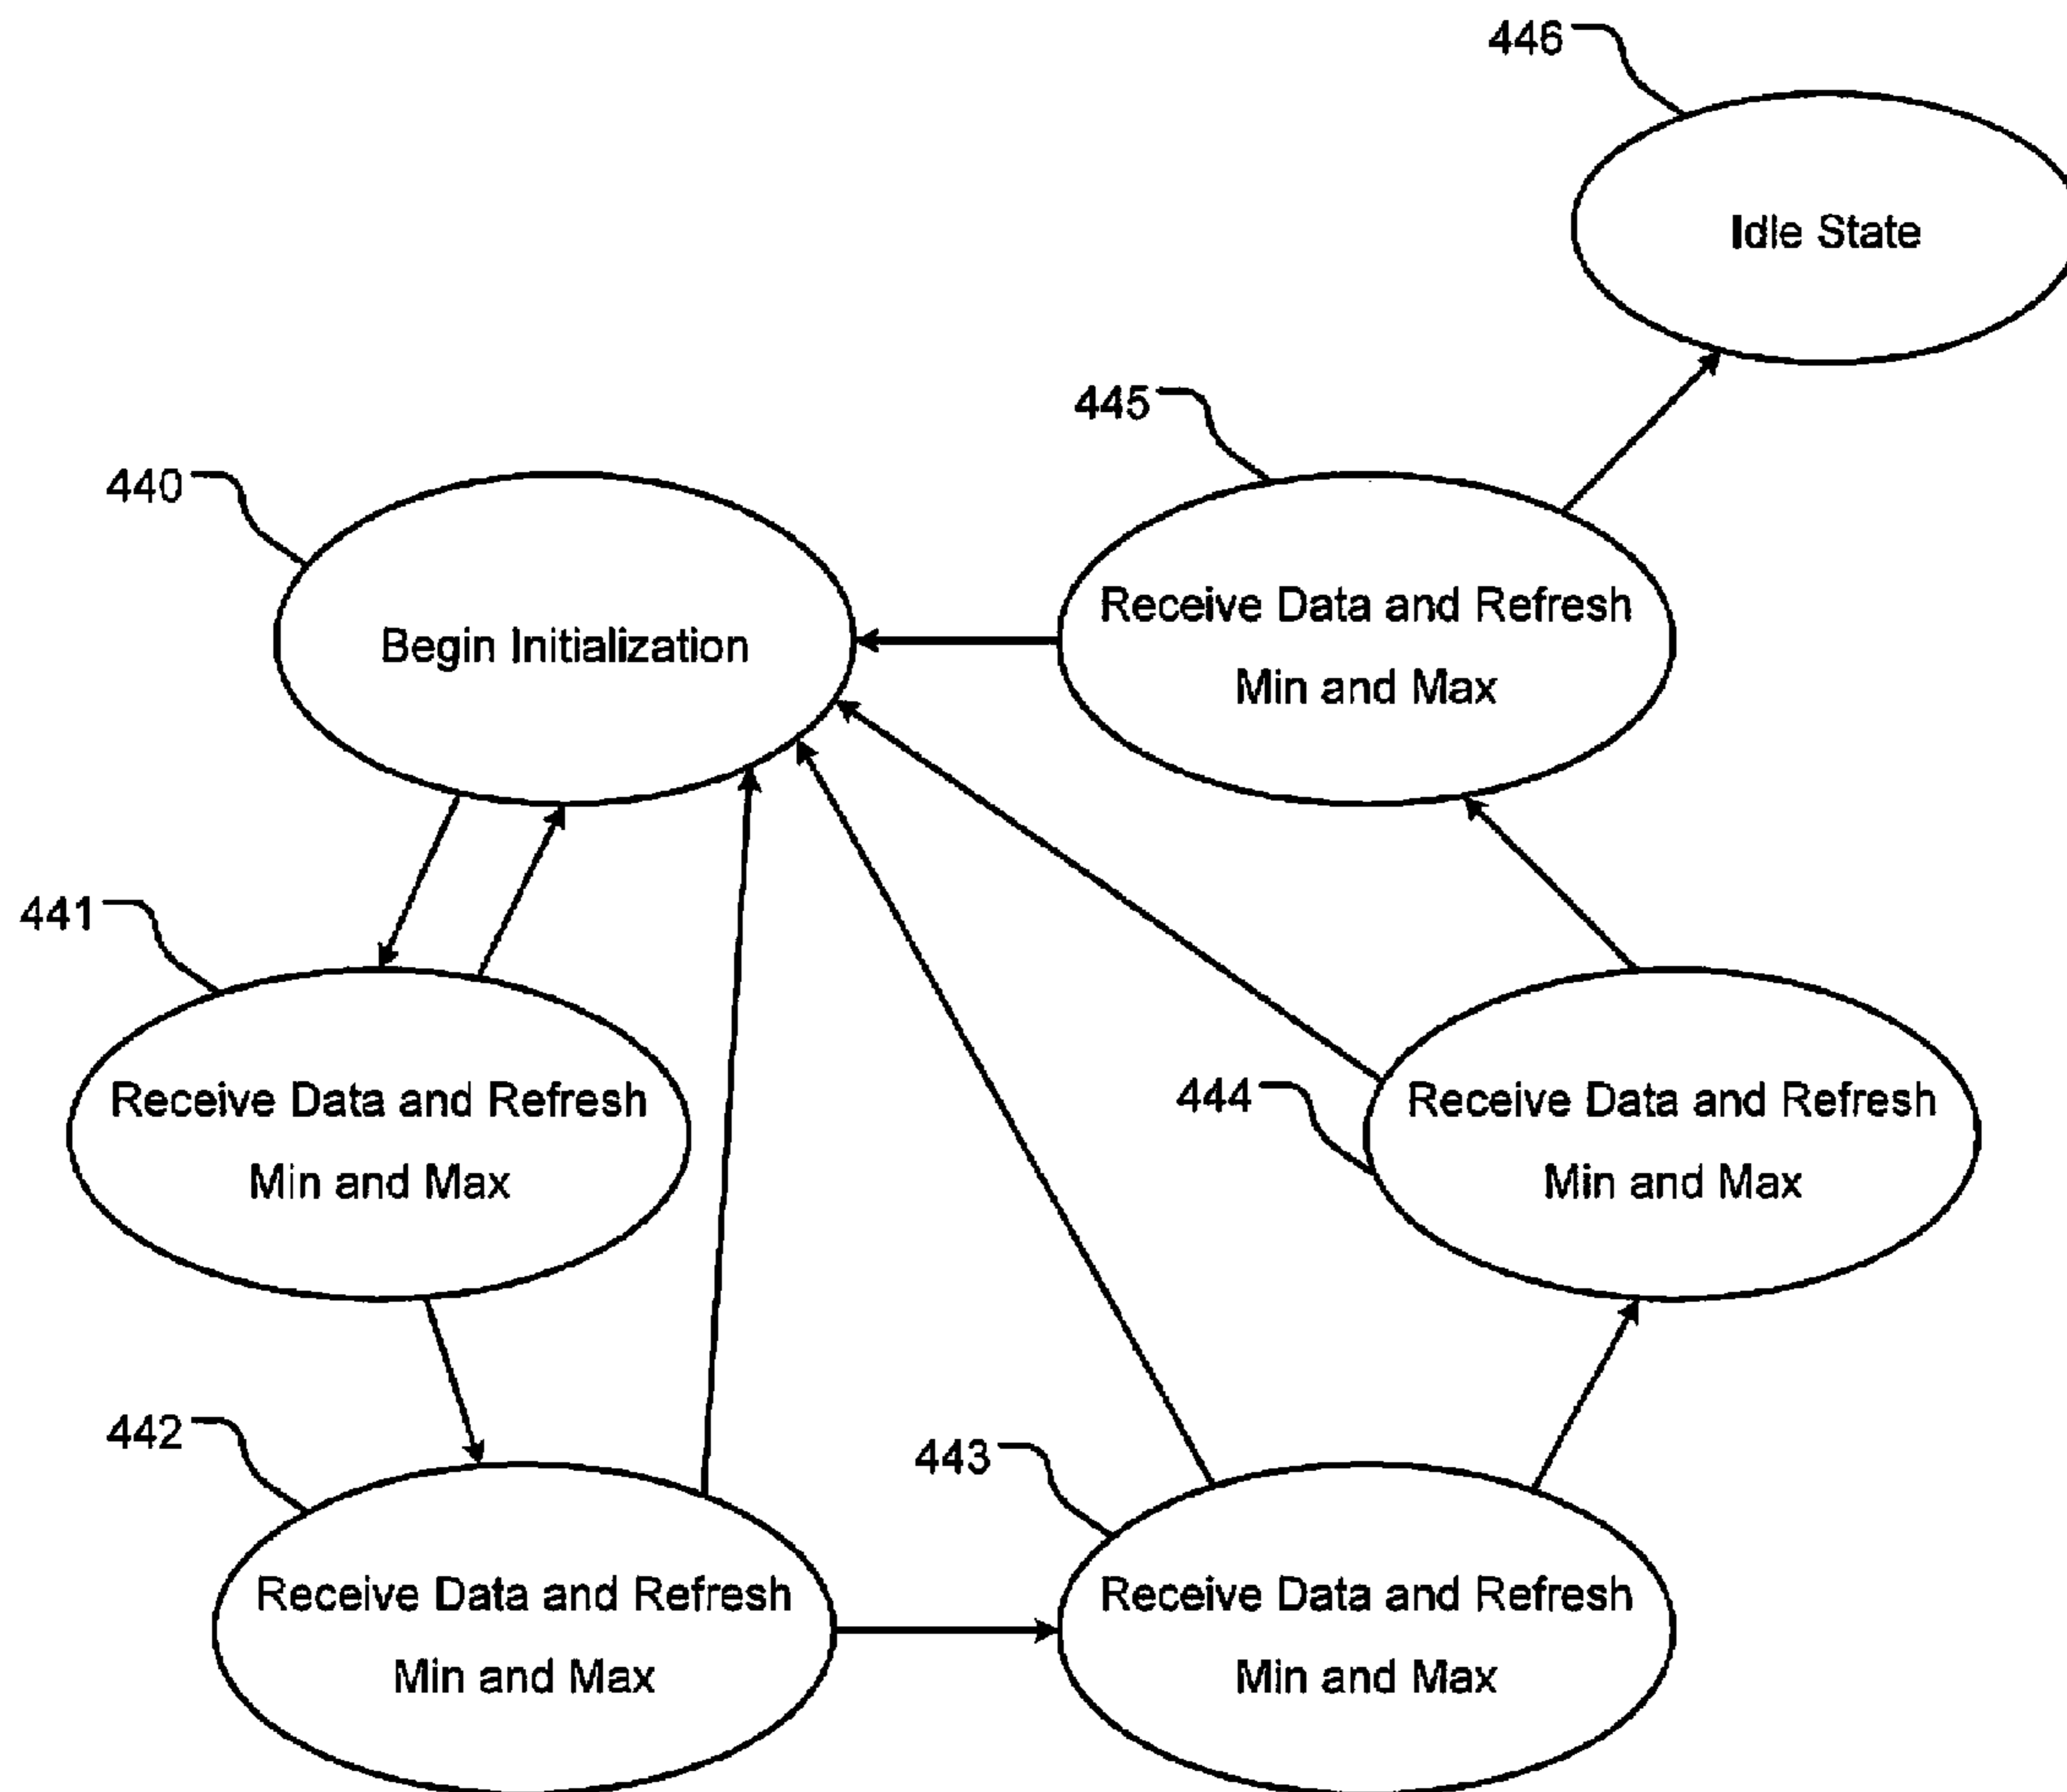 446
Idle State
445
440
Receive Data and Refresh
Min and Max
Begin Initialization
441
444
Receive Data and Refresh
Min and Max
Receive Data and Refresh
Min and Max
442
443
Receive Data and Refresh
Min and Max
Receive Data and Refresh
Min and Max